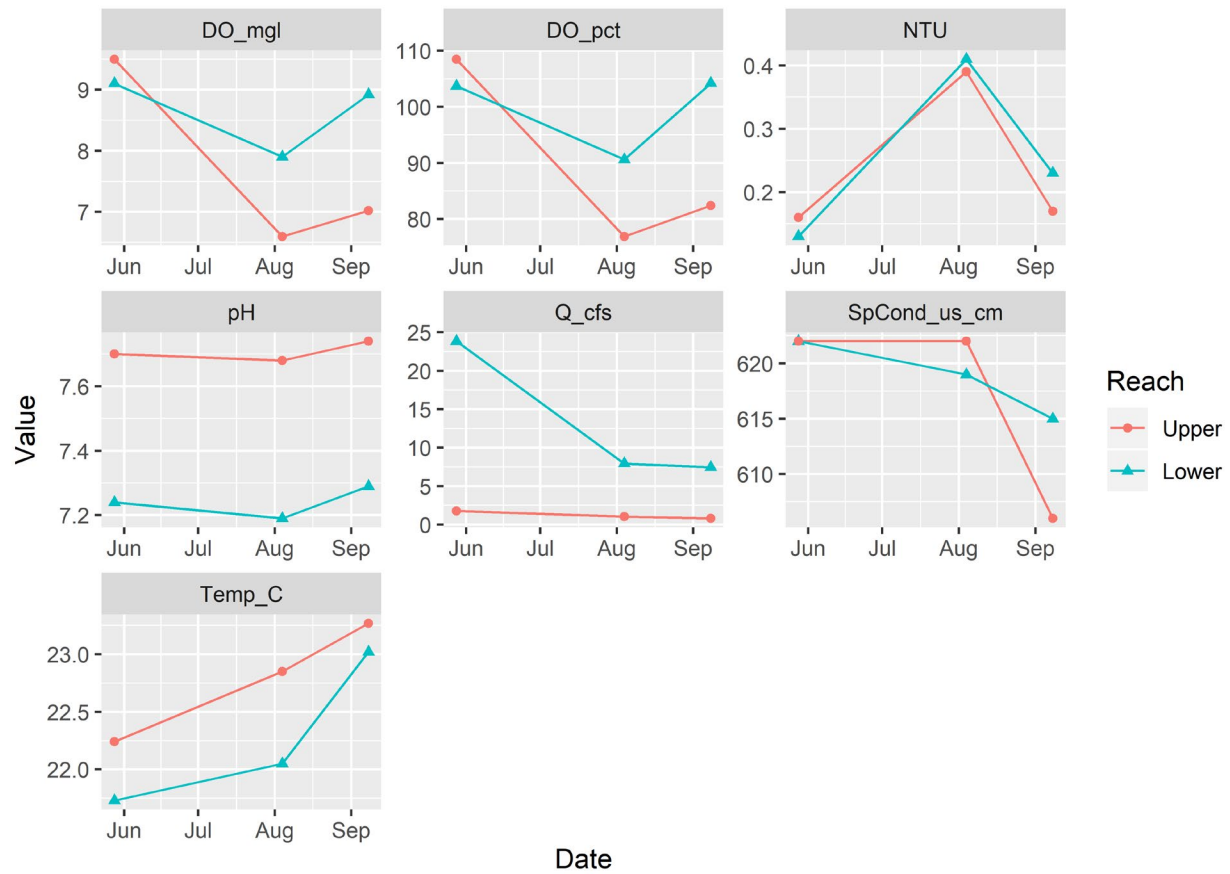 DO_mgl
DO_pct
NTU
9
8
7
Jun Jul Aug Sep
110
100
90
80
Jun Jul Aug Sep
0.4
0.3
0.2
Jun Jul Aug Sep
pH
Q_cfs
SpCond_us_cm
7.6
7.4
7.2
Jun Jul Aug Sep
25
20
15
10
5
0
Jun Jul Aug Sep
620
615
610
Jun Jul Aug Sep
Value
Reach
Upper
Lower
Temp_C
23.0
22.5
22.0
Jun Jul Aug Sep
Date